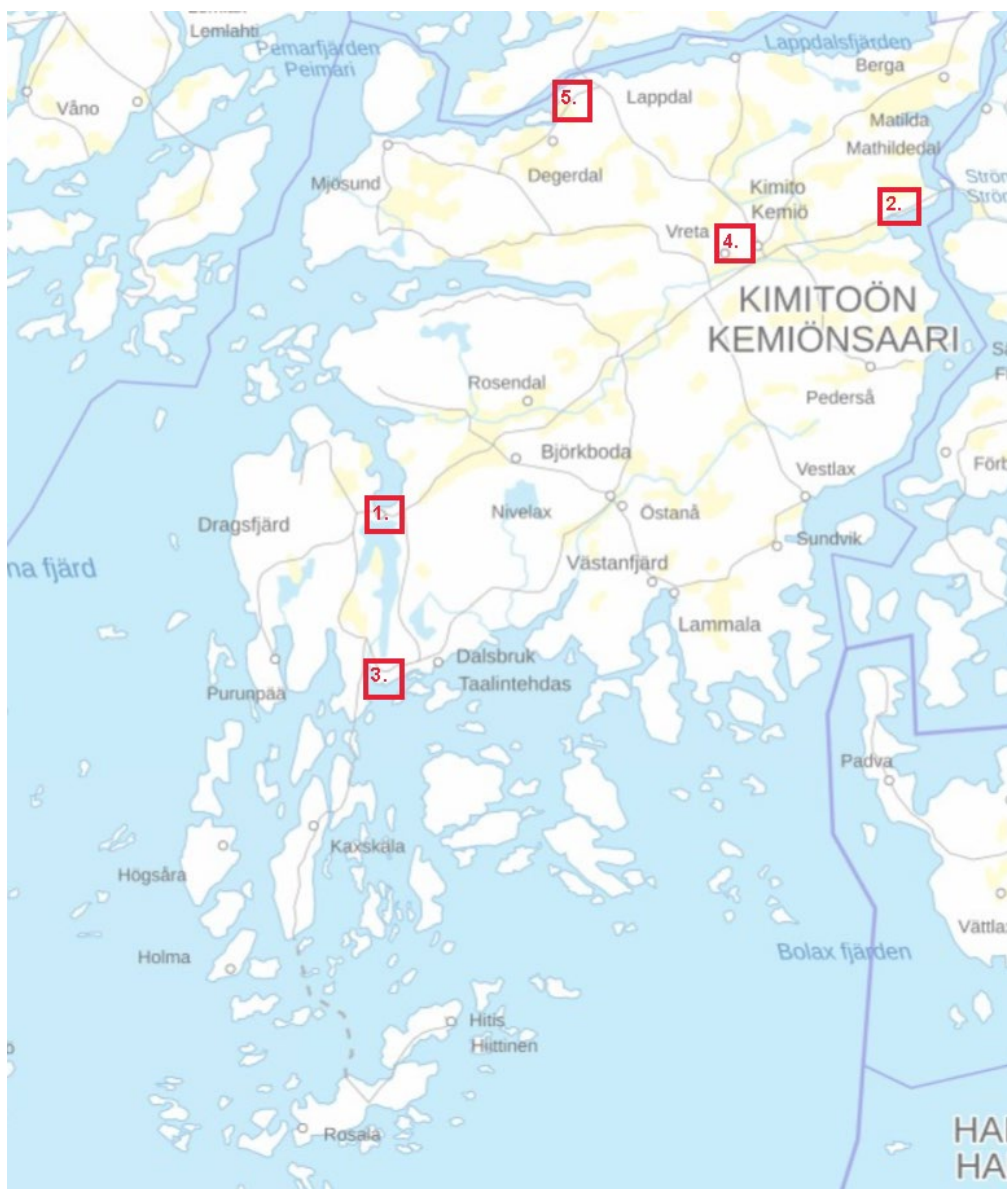 Lemlahti
Pemarfjärden
Peimari
Lappdalsfjärden
Berga
5.
Våno
Lappdal
Matilda
Mathildedal
Degerdal
Mjösund
Kimito
Kemiö
2.
Vreta
4.
KIMITOÖN
KEMIÖNSAARI
Rosendal
Pederså
Björkboda
Vestlax
1.
Nivelax
Östanå
Dragsfjärd
Sundvik
na fjärd
Västanfjärd
Lammala
Dalsbruk
3.
Taalintehdas
Purunpää
Padva
Kaxskäla
Högsåra
Holma
Bolax fjärden
Hitis
Hiittinen
Rosala